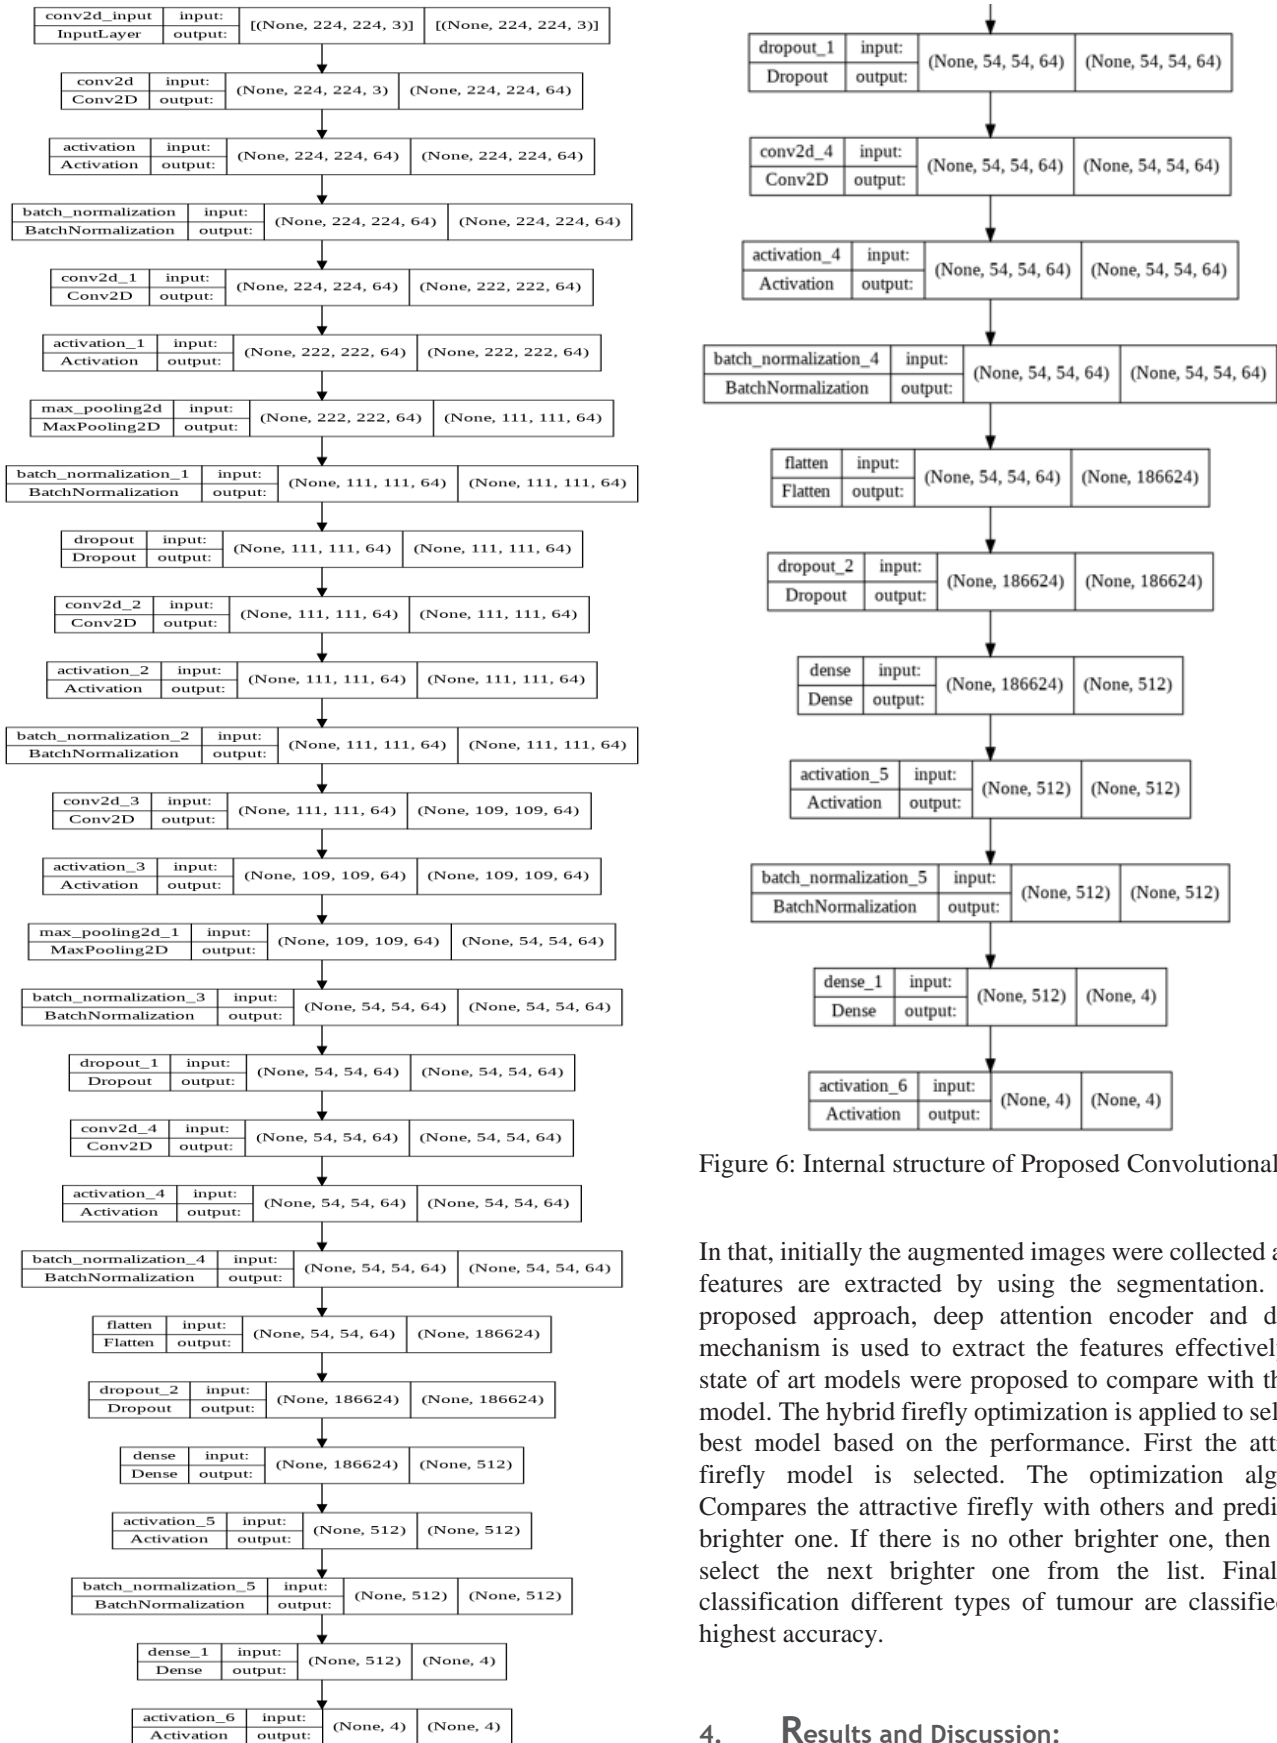 conv2d_input input: [(None, 224, 224, 3)] [(None, 224, 224, 3)]
InputLayer output:
conv2d input: (None, 224, 224, 3) (None, 224, 224, 64)
Conv2D output:
activation input: (None, 224, 224, 64) (None, 224, 224, 64)
Activation output:
batch_normalization input: (None, 224, 224, 64) (None, 224, 224, 64)
BatchNormalization output:
conv2d_1 input: (None, 224, 224, 64) (None, 222, 222, 64)
Conv2D output:
activation_1 input: (None, 222, 222, 64) (None, 222, 222, 64)
Activation output:
max_pooling2d input: (None, 222, 222, 64) (None, 111, 111, 64)
MaxPooling2D output:
batch_normalization_1 input: (None, 111, 111, 64) (None, 111, 111, 64)
BatchNormalization output:
dropout input: (None, 111, 111, 64) (None, 111, 111, 64)
Dropout output:
conv2d_2 input: (None, 111, 111, 64) (None, 111, 111, 64)
Conv2D output:
activation_2 input: (None, 111, 111, 64) (None, 111, 111, 64)
Activation output:
batch_normalization_2 input: (None, 111, 111, 64) (None, 111, 111, 64)
BatchNormalization output:
conv2d_3 input: (None, 111, 111, 64) (None, 109, 109, 64)
Conv2D output:
activation_3 input: (None, 109, 109, 64) (None, 109, 109, 64)
Activation output:
max_pooling2d_1 input: (None, 109, 109, 64) (None, 54, 54, 64)
MaxPooling2D output:
batch_normalization_3 input: (None, 54, 54, 64) (None, 54, 54, 64)
BatchNormalization output:
dropout_1 input: (None, 54, 54, 64) (None, 54, 54, 64)
Dropout output:
conv2d_4 input: (None, 54, 54, 64) (None, 54, 54, 64)
Conv2D output:
activation_4 input: (None, 54, 54, 64) (None, 54, 54, 64)
Activation output:
batch_normalization_4 input: (None, 54, 54, 64) (None, 54, 54, 64)
BatchNormalization output:
flatten input: (None, 54, 54, 64) (None, 186624)
Flatten output:
dropout_2 input: (None, 186624) (None, 186624)
Dropout output:
dense input: (None, 186624) (None, 512)
Dense output:
activation_5 input: (None, 512) (None, 512)
Activation output:
batch_normalization_5 input: (None, 512) (None, 512)
BatchNormalization output:
dense_1 input: (None, 512) (None, 4)
Dense output:
activation_6 input: (None, 4) (None, 4)
Activation output:
dropout_1 input: (None, 54, 54, 64) (None, 54, 54, 64)
Dropout output:
conv2d_4 input: (None, 54, 54, 64) (None, 54, 54, 64)
Conv2D output:
activation_4 input: (None, 54, 54, 64) (None, 54, 54, 64)
Activation output:
batch_normalization_4 input: (None, 54, 54, 64) (None, 54, 54, 64)
BatchNormalization output:
flatten input: (None, 54, 54, 64) (None, 186624)
Flatten output:
dropout_2 input: (None, 186624) (None, 186624)
Dropout output:
dense input: (None, 186624) (None, 512)
Dense output:
activation_5 input: (None, 512) (None, 512)
Activation output:
batch_normalization_5 input: (None, 512) (None, 512)
BatchNormalization output:
dense_1 input: (None, 512) (None, 4)
Dense output:
activation_6 input: (None, 4) (None, 4)
Activation output:
Figure 6: Internal structure of Proposed Convolutional
In that, initially the augmented images were collected
features are extracted by using the segmentation.
proposed approach, deep attention encoder and
mechanism is used to extract the features
state of art models were proposed to compare with
model. The hybrid firefly optimization is applied to
best model based on the performance. First the
firefly model is selected. The optimization
Compares the attractive firefly with others and
brighter one. If there is no other brighter one, then
select the next brighter one from the list.
classification different types of tumour are
highest accuracy.
4. Results and Discussion: